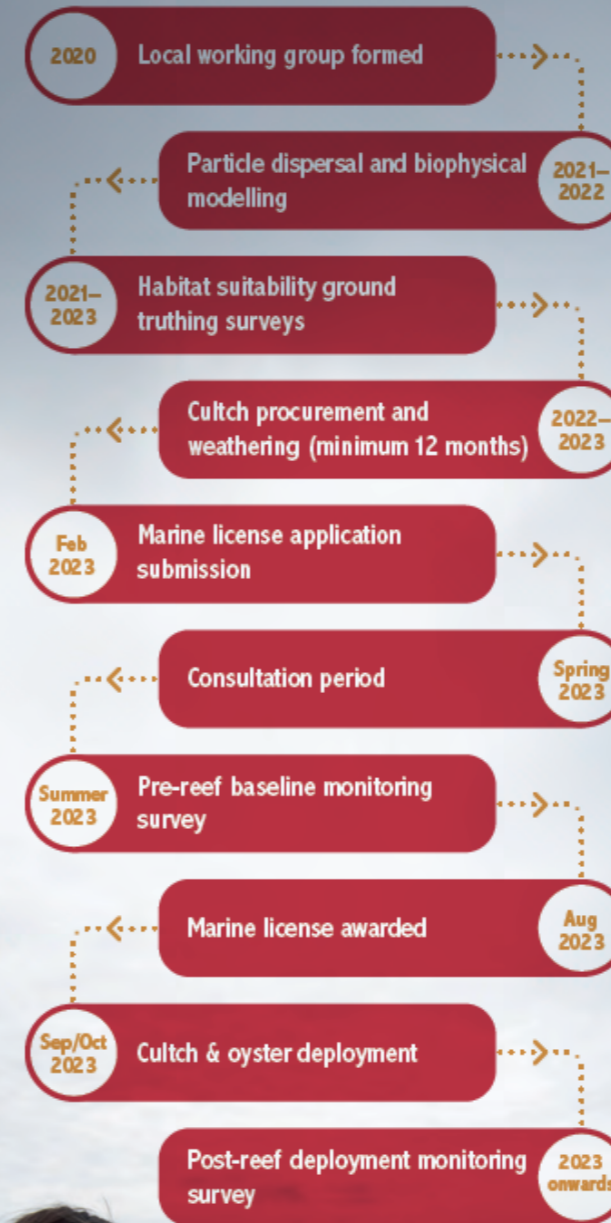 2020
Local working group formed
Particle dispersal and biophysical
modelling
2021–
2022
2021–
2023
Habitat suitability ground
truthing surveys
Cultch procurement and
weathering (minimum 12 months)
2022–
2023
Feb
2023
Marine license application
submission
Consultation period
Spring
2023
Summer
2023
Pre-reef baseline monitoring
survey
Marine license awarded
Aug
2023
Sep/Oct
2023
Cultch & oyster deployment
Post-reef deployment monitoring
survey
2023
onwards